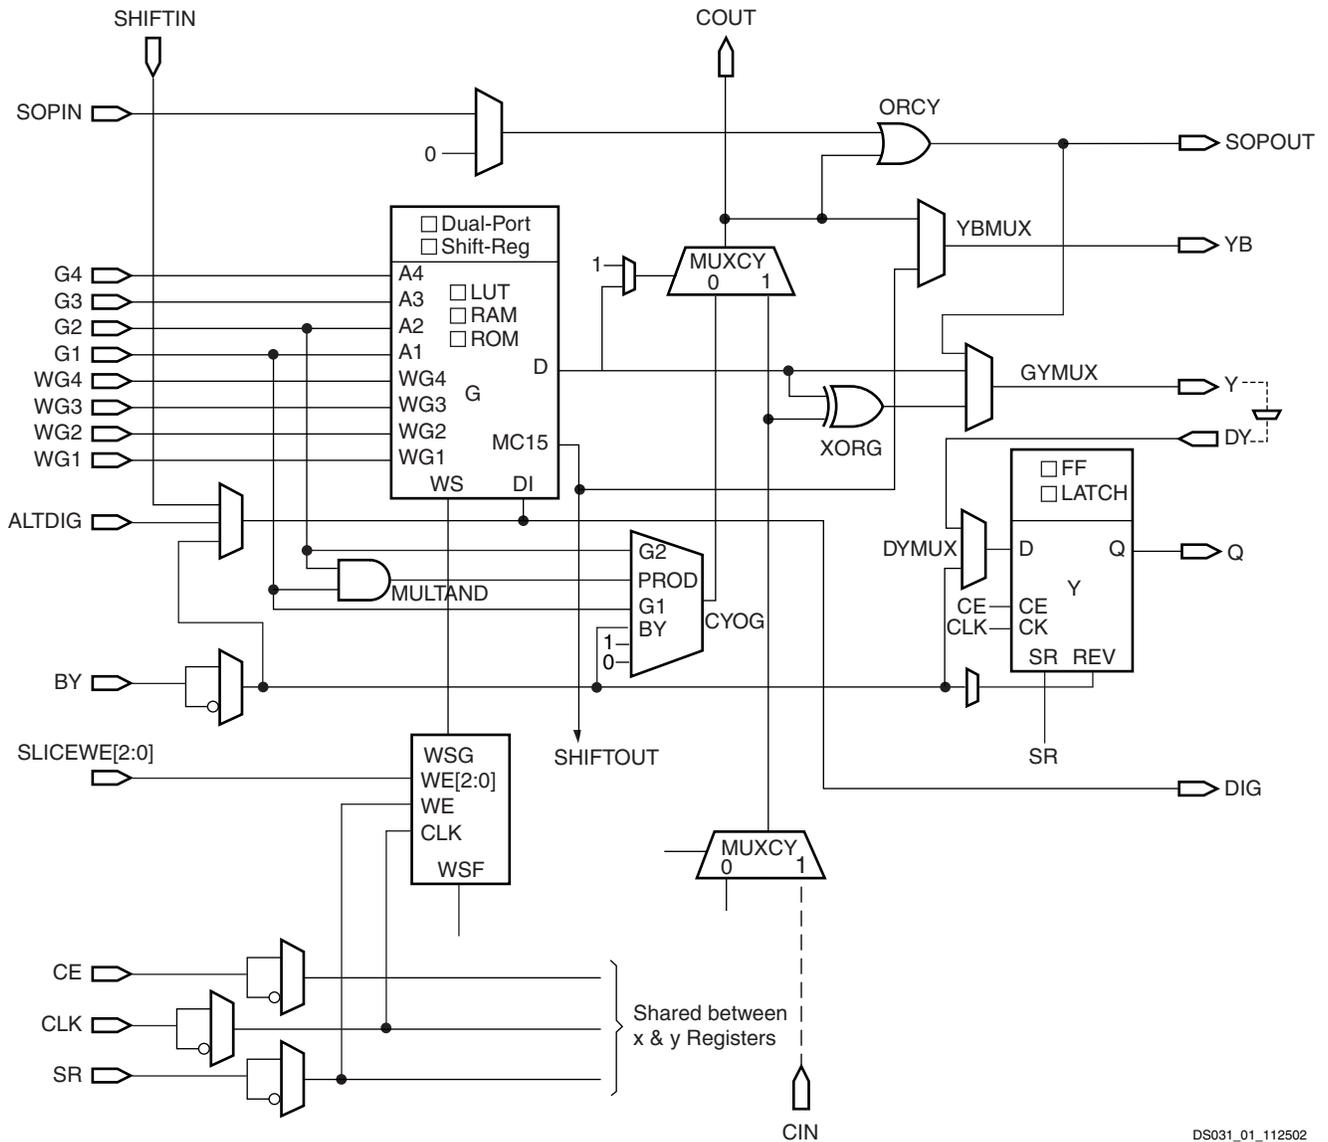 SHIFTIN
COUT
SOPIN
ORCY
SOPOUT
0
Dual-Port
Shift-Reg
YBMUX
YB
G4
G3
G2
G1
WG4
WG3
WG2
WG1
A4
A3
A2
A1
WG4
WG3
WG2
WG1
LUT
RAM
ROM
G
D
MC15
WS
DI
1
MUXCY
0 1
GYMUX
Y
XORG
DY
FF
LATCH
ALTDIG
DYMUX
D
Q
Q
Y
CE
CE
CLK
CK
SR REV
MULTAND
G2
PROD
G1
BY
1
0
CYOG
BY
SLICEWE[2:0]
SHIFTOUT
SR
DIG
WSG
WE[2:0]
WE
CLK
WSF
MUXCY
0 1
CE
CLK
SR
Shared between
x & y Registers
CIN
DS031_01_112502